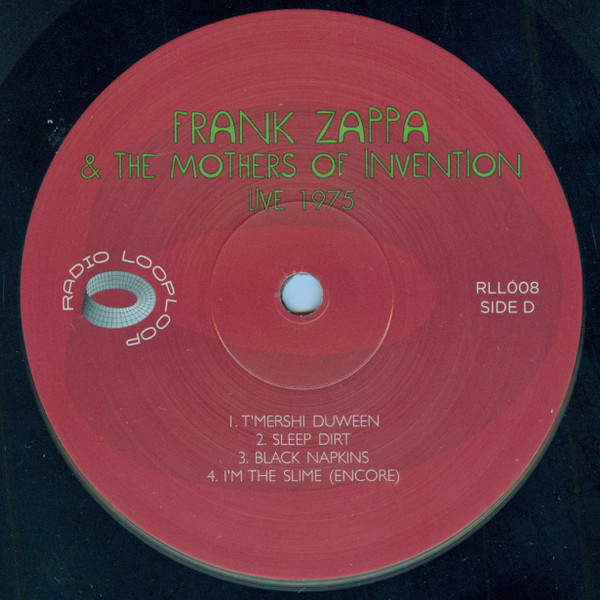 FRANK ZAPPA
& THE MOTHERS OF INVENTION
LIVE 1975
RADIO LOOPLOOP
RLL008
SIDE D
1. T'MERSHI DUWEEN
2. SLEEP DIRT
3. BLACK NAPKINS
4. I'M THE SLIME (ENCORE)